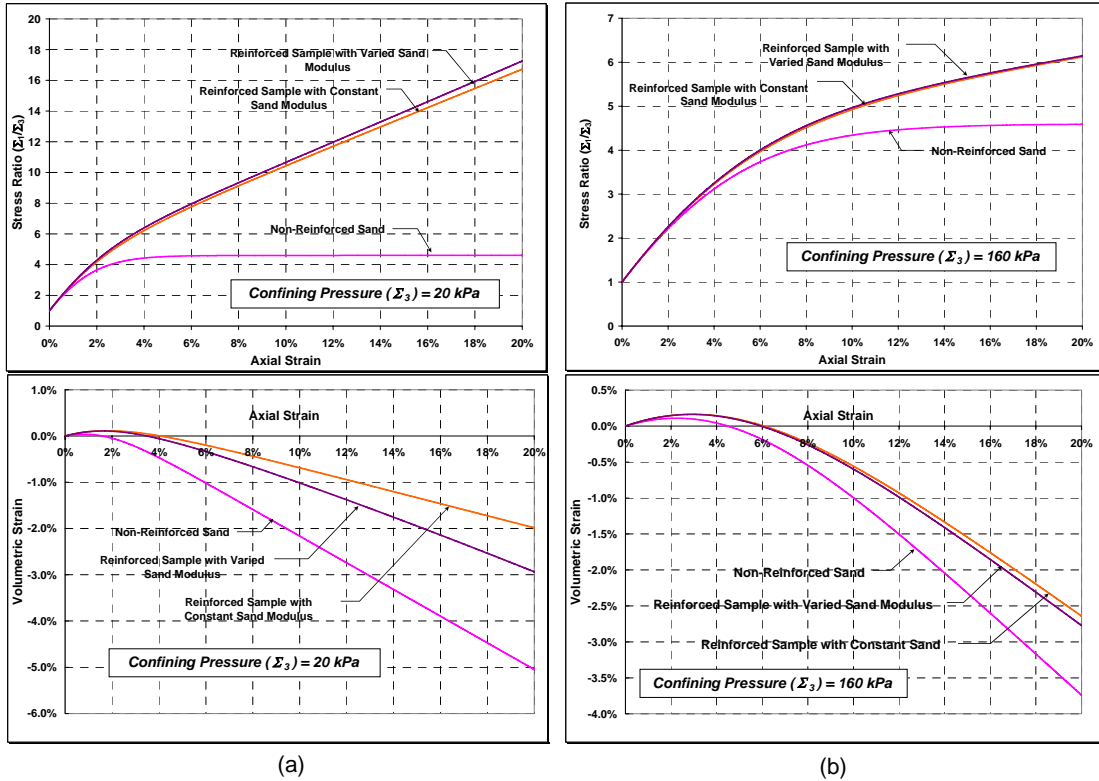 20
18
16
14
12
10
8
6
4
2
0
Stress Ratio (Σ1/Σ3)
Reinforced Sample with Varied Sand
Modulus
Reinforced Sample with Constant
Sand Modulus
Non-Reinforced Sand
Confining Pressure (Σ3) = 20 kPa
0% 2% 4% 6% 8% 10% 12% 14% 16% 18% 20%
Axial Strain
7
6
5
4
3
2
1
0
Stress Ratio (Σ1/Σ3)
Reinforced Sample with
Varied Sand Modulus
Reinforced Sample with Constant
Sand Modulus
Non-Reinforced Sand
Confining Pressure (Σ3) = 160 kPa
0% 2% 4% 6% 8% 10% 12% 14% 16% 18% 20%
Axial Strain
1.0%
0.0%
-1.0%
-2.0%
-3.0%
-4.0%
-5.0%
-6.0%
Volumetric Strain
Axial Strain
0% 2% 4% 6% 8% 10% 12% 14% 16% 18% 20%
Non-Reinforced Sand
Reinforced Sample with Varied
Sand Modulus
Reinforced Sample with
Constant Sand Modulus
Confining Pressure (Σ3) = 20 kPa
0.5%
0.0%
-0.5%
-1.0%
-1.5%
-2.0%
-2.5%
-3.0%
-3.5%
-4.0%
Volumetric Strain
Axial Strain
0% 2% 4% 6% 8% 10% 12% 14% 16% 18% 20%
Non-Reinforced Sand
Reinforced Sample with Varied Sand Modulus
Reinforced Sample with Constant Sand
Confining Pressure (Σ3) = 160 kPa
(a)
(b)